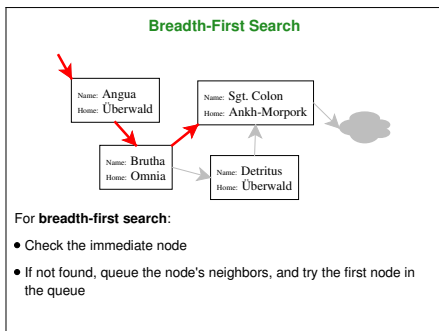 Breadth-First Search
Name: Angua
Home: Überwald
Name: Sgt. Colon
Home: Ankh-Morpork
Name: Brutha
Home: Omnia
Name: Detritus
Home: Überwald
For breadth-first search:
• Check the immediate node
• If not found, queue the node's neighbors, and try the first node in
the queue